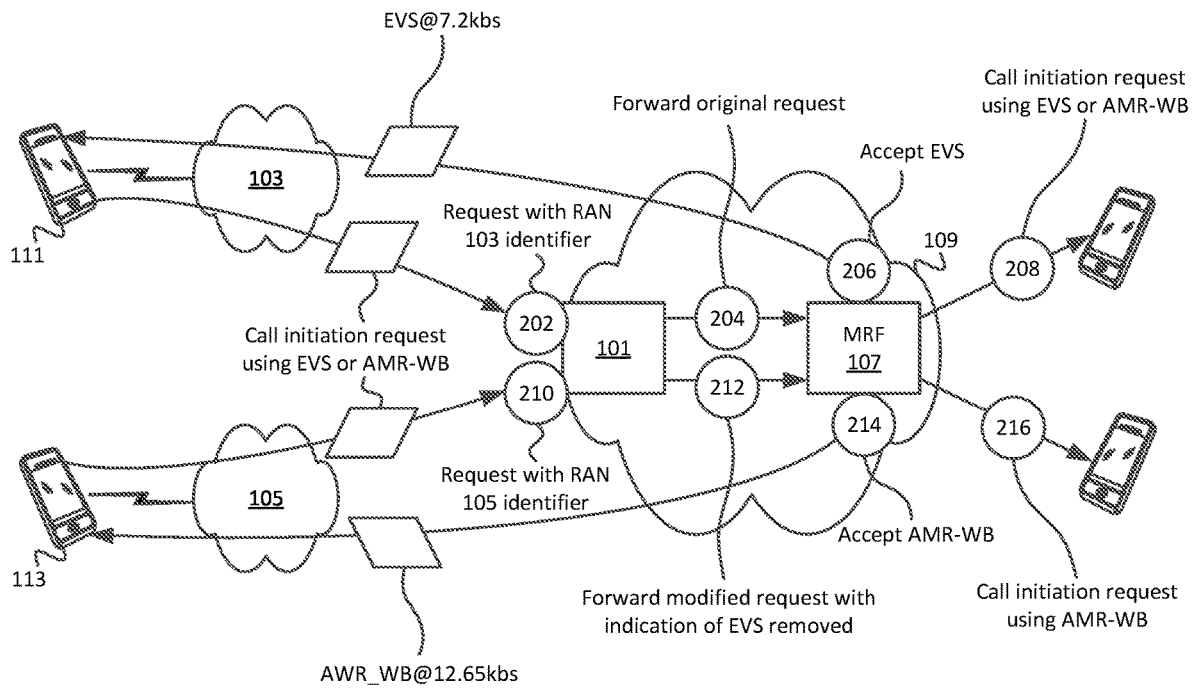 EVS@7.2kbs
Call initiation request
using EVS or AMR-WB
Forward original request
Accept EVS
103
Request with RAN
103 identifier
111
109
206
208
202
204
Call initiation request
using EVS or AMR-WB
101
MRF
107
210
212
214
216
Request with RAN
105 identifier
105
Accept AMR-WB
113
Forward modified request with
indication of EVS removed
Call initiation request
using AMR-WB
AWR_WB@12.65kbs